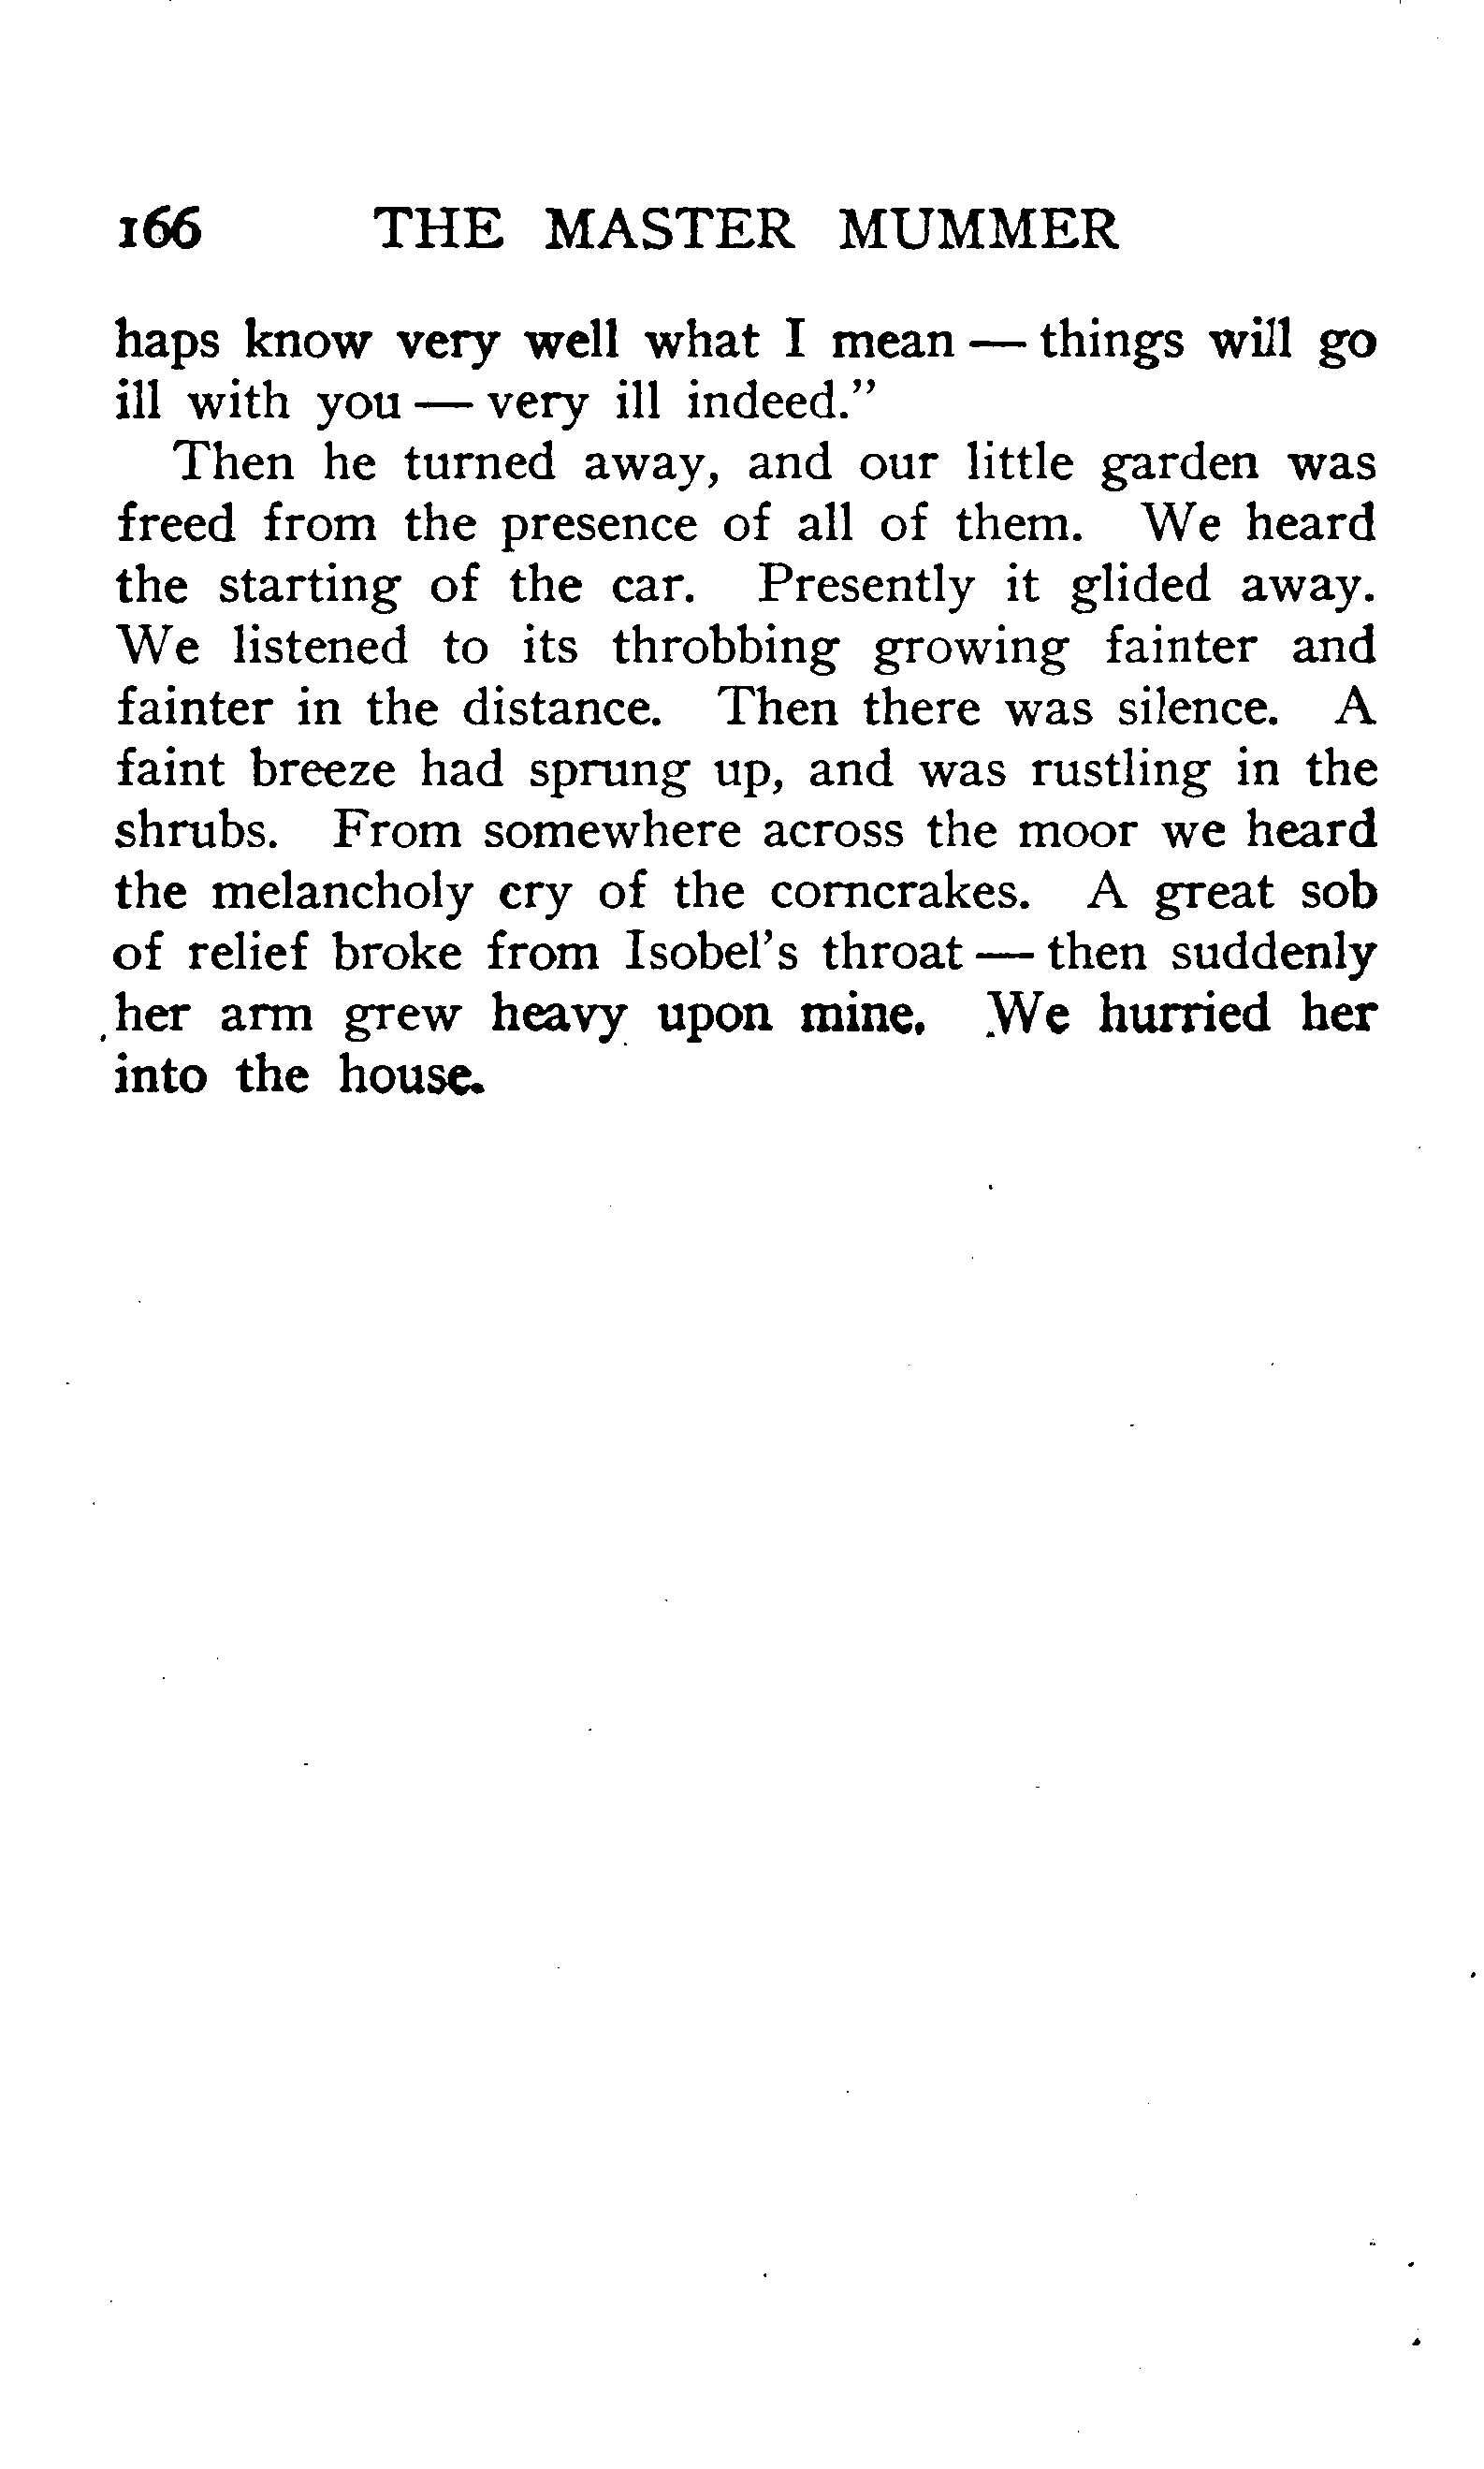 166 THE MASTER MUMMER
haps know very well what I mean — things will go
ill with you — very ill indeed."
Then he turned away, and our little garden was
freed from the presence of all of them. We heard
the starting of the car. Presently it glided away.
We listened to its throbbing growing fainter and
fainter in the distance. Then there was silence. A
faint breeze had sprung up, and was rustling in the
shrubs. From somewhere across the moor we heard
the melancholy cry of the corncrakes. A great sob
of relief broke from Isobel's throat — then suddenly
her arm grew heavy upon mine. We hurried her
into the house.